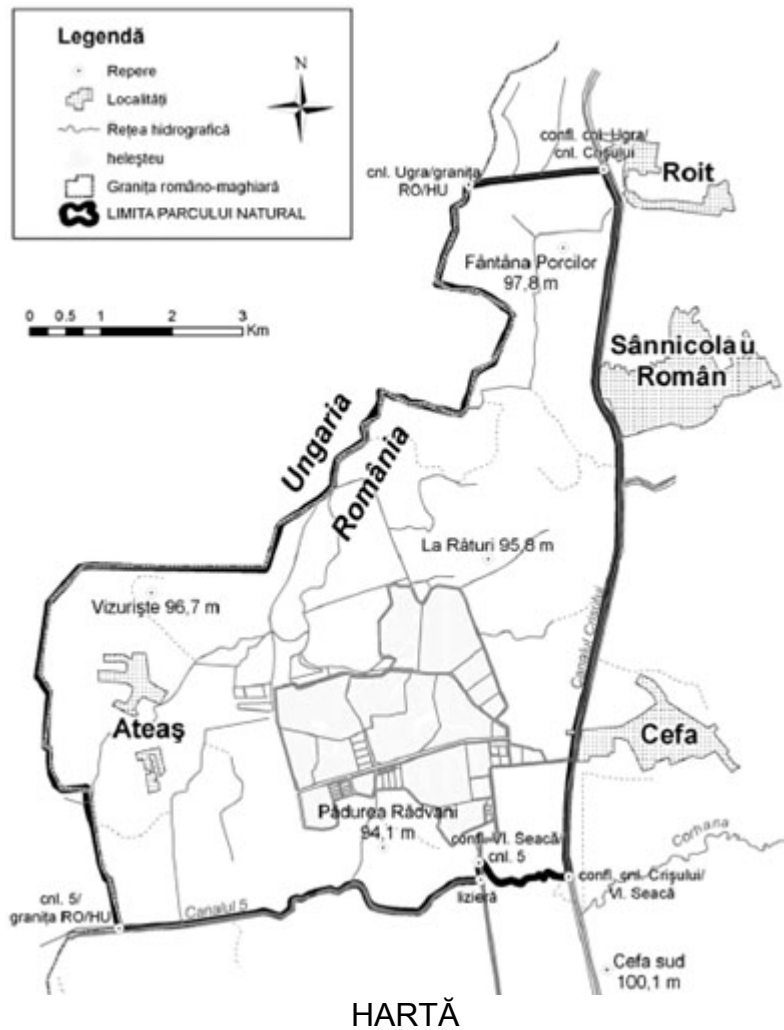 Legendă
N
Repere
Localități
Rețea hidrografică
heleșteu
Granița româno-maghiară
LIMITA PARCULUI NATURAL
0 0.5 1 2 3
Km
confl. cnl. Ugra/
cnl. Crișului
cnl. Ugra/granița
RO/HU
Roit
Fântâna Porcilor
97,8 m
Sânnicolău
Român
Ungaria
România
La Râturi 95,8 m
Vizuriște 96,7 m
Canalul Crișului
Ateaș
Cefa
Pădurea Rădvani
94,1 m
confl. Vl. Seacă/
cnl. 5
Corhana
cnl. 5/
granița RO/HU
Canalul 5
lizieră
confl. cnl. Crișului/
Vl. Seacă
Cefa sud
100,1 m
HARTĂ